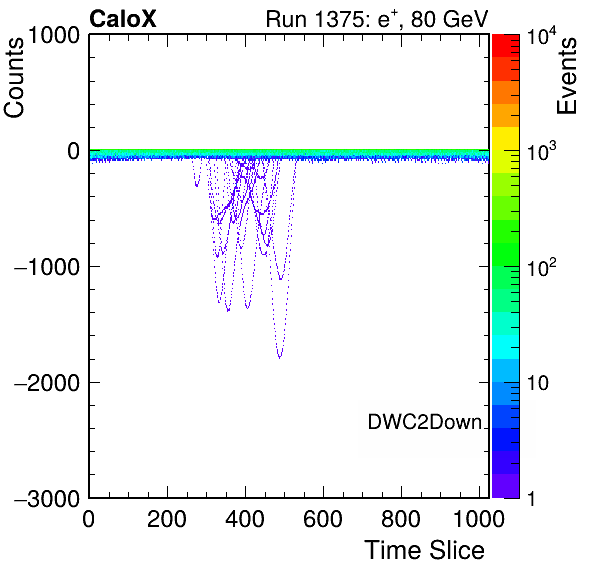 CaloX Run 1375: e⁺, 80 GeV
Counts
Events
1000
0
−1000
−2000
−3000
0 200 400 600 800 1000
Time Slice
DWC2Down
10⁴
10³
10²
10
1